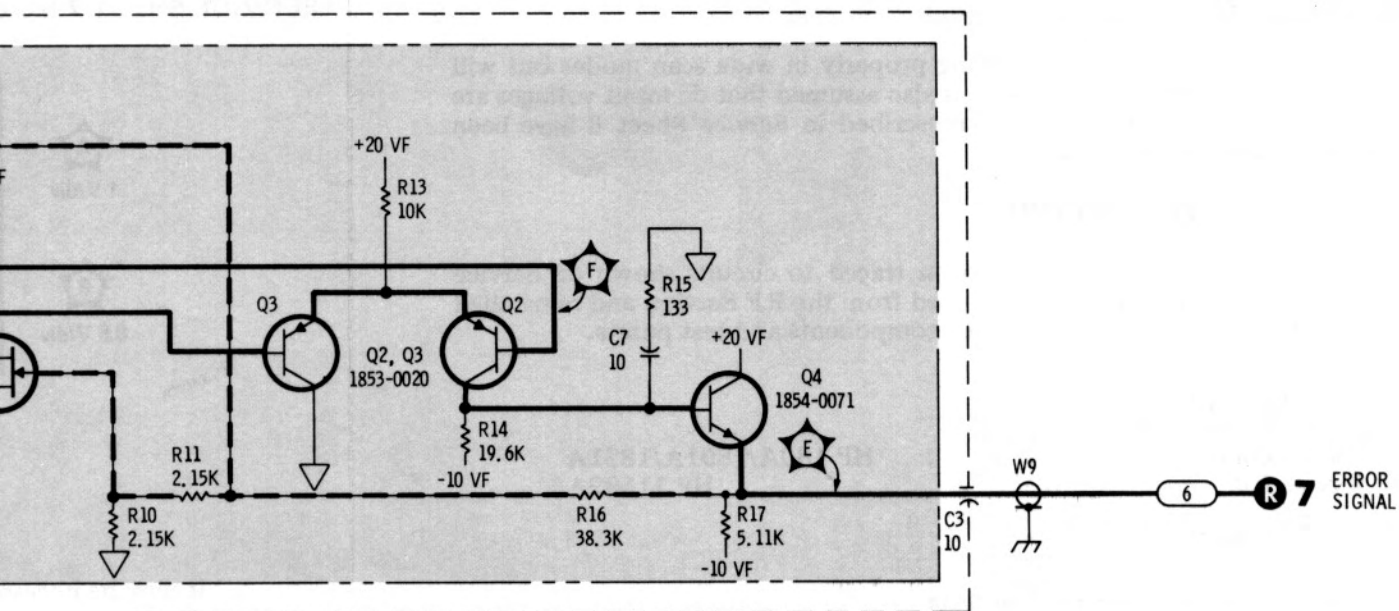 +20 VF
F
R13
10K
F
R15
133
Q3
Q2
C7
10
+20 VF
Q2, Q3
1853-0020
Q4
1854-0071
R14
19.6K
-10 VF
E
R11
2.15K
W9
6
R 7 ERROR
SIGNAL
R10
2.15K
R16
38.3K
R17
5.11K
C3
10
-10 VF